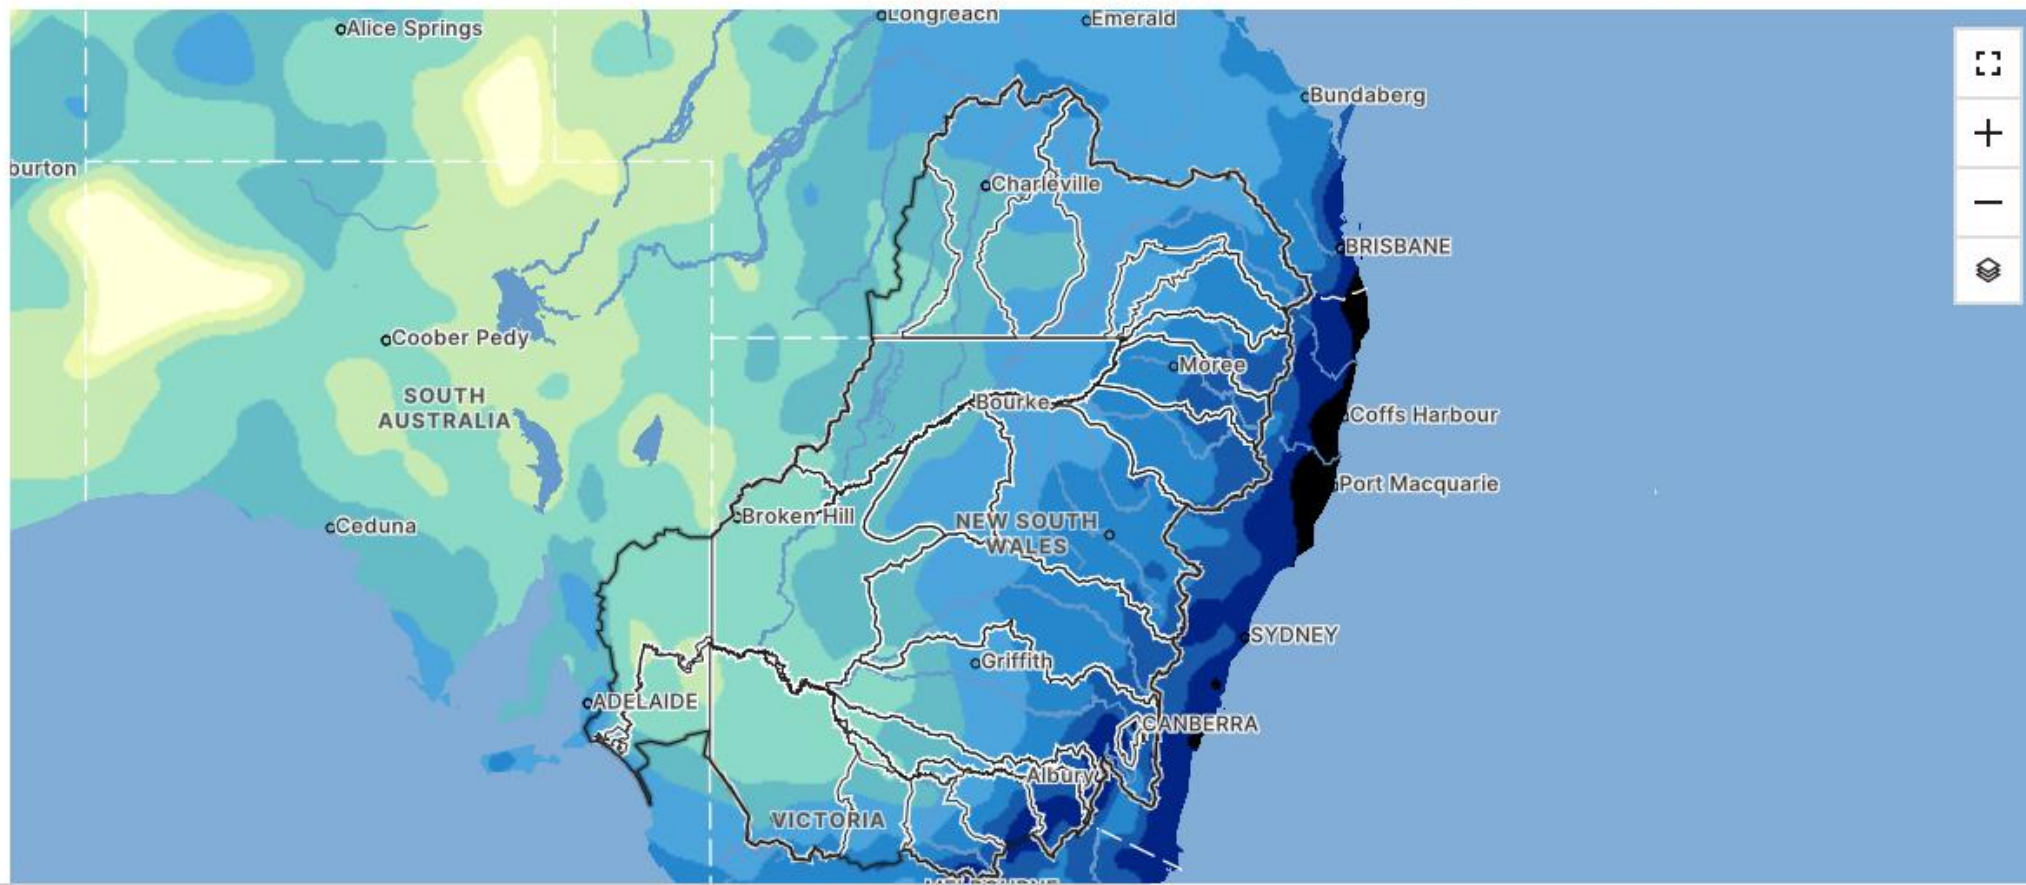 Longreach
Emerald
Alice Springs
Bundaberg
burton
Charleville
BRISBANE
Coober Pedy
Moree
SOUTH
AUSTRALIA
Bourke
Coffs Harbour
Port Macquarie
Broken Hill
Ceduna
NEW SOUTH
WALES
SYDNEY
Griffith
ADELAIDE
CANBERRA
Albury
VICTORIA
MELBOURNE